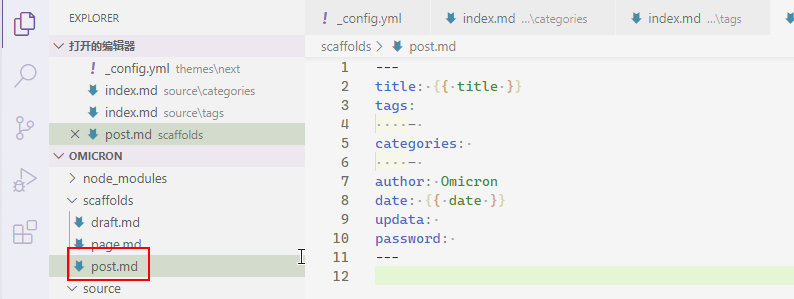 EXPLORER
打开的编辑器
! _config.yml themes\next
index.md source\categories
index.md source\tags
× post.md scaffolds
OMICRON
> node_modules
scaffolds
draft.md
page.md
post.md
source
! _config.yml index.md ...\categories index.md ...\tags
scaffolds > post.md
1 ---
2 title: {{ title }}
3 tags:
4 -
5 categories:
6 -
7 author: Omicron
8 date: {{ date }}
9 updata:
10 password:
11 ---
12